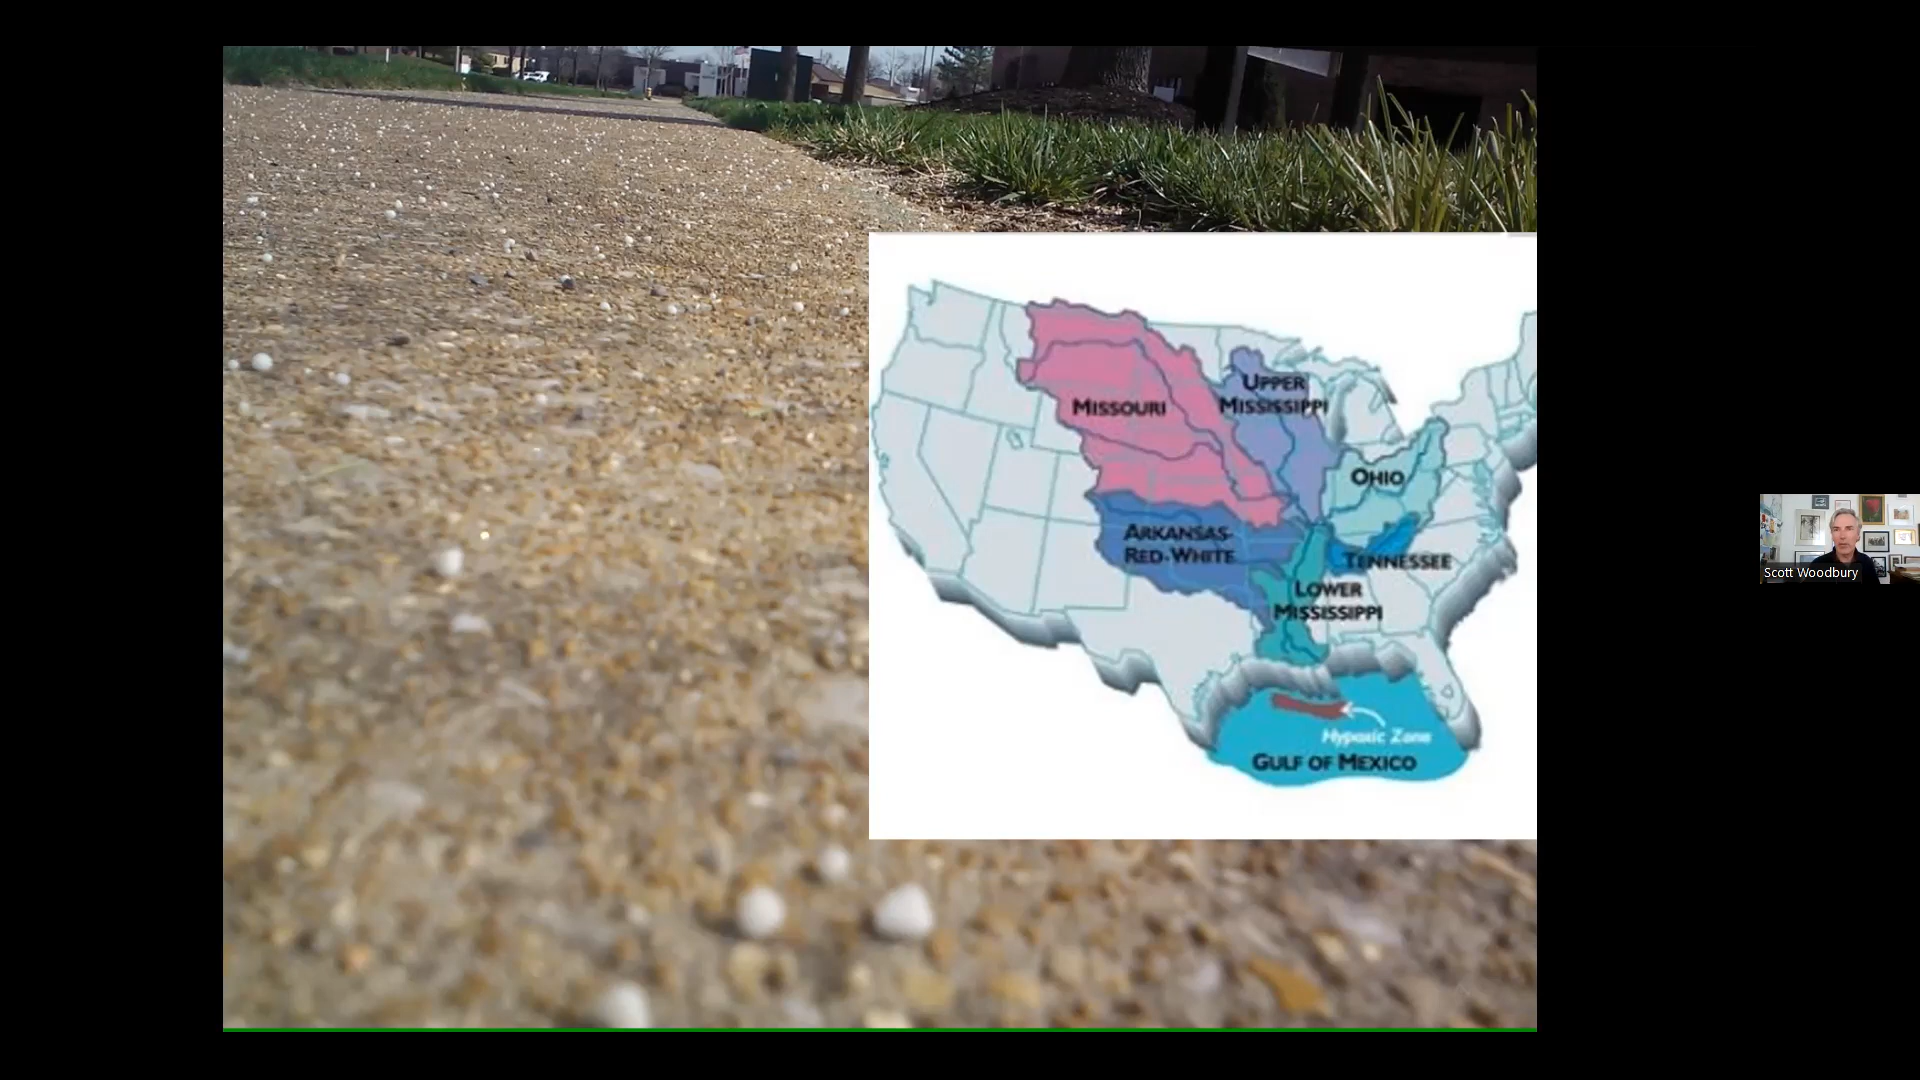 MISSOURI
UPPER
MISSISSIPPI
OHIO
ARKANSAS-
RED-WHITE
TENNESSEE
LOWER
MISSISSIPPI
Hypoxic Zone
GULF OF MEXICO
Scott Woodbury